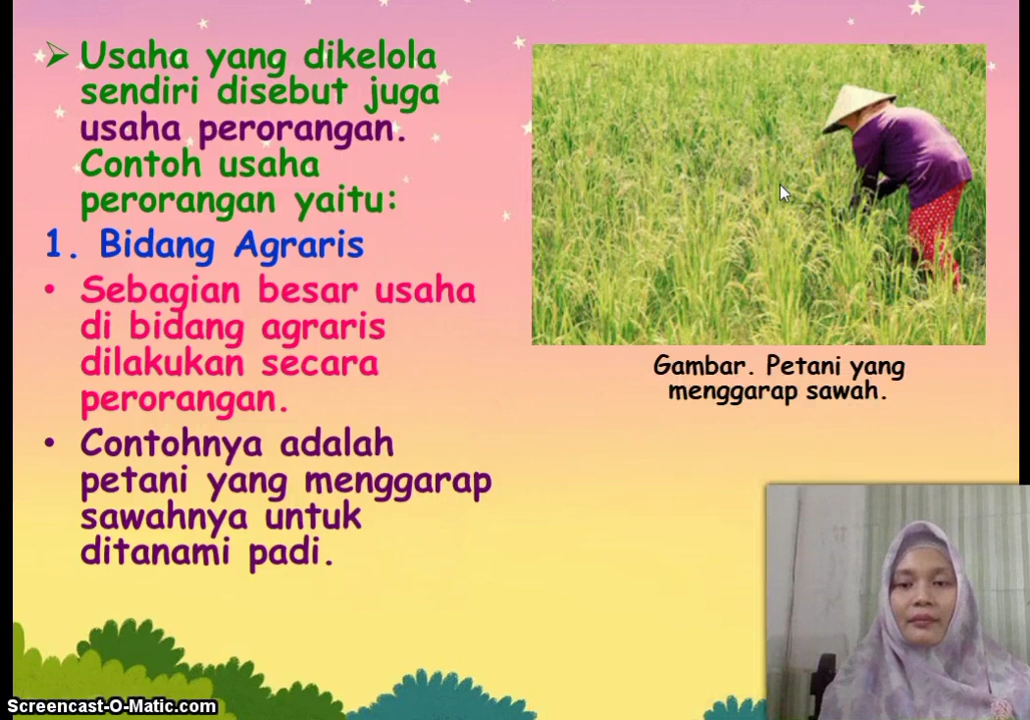 Usaha yang dikelola
sendiri disebut juga
usaha perorangan.
Contoh usaha
perorangan yaitu:
1. Bidang Agraris
• Sebagian besar usaha
di bidang agraris
dilakukan secara
perorangan.
• Contohnya adalah
petani yang menggarap
sawahnya untuk
ditanami padi.
Gambar. Petani yang
menggarap sawah.
Screencast-O-Matic.com